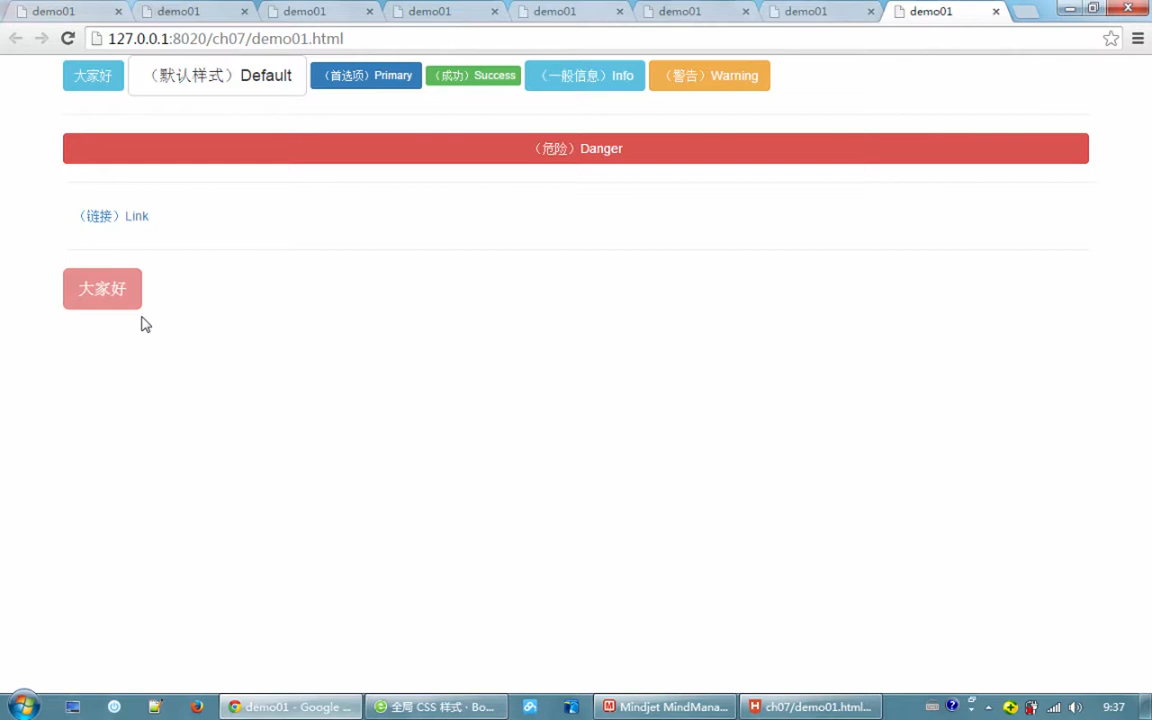 demo01 demo01 demo01 demo01 demo01 demo01 demo01 demo01
127.0.0.1:8020/ch07/demo01.html
大家好 （默认样式）Default （首选项）Primary （成功）Success （一般信息）Info （警告）Warning
（危险）Danger
（链接）Link
大家好
demo01 - Google ... 全局 CSS 样式 · Bo... Mindjet MindMana... ch07/demo01.html... 9:37